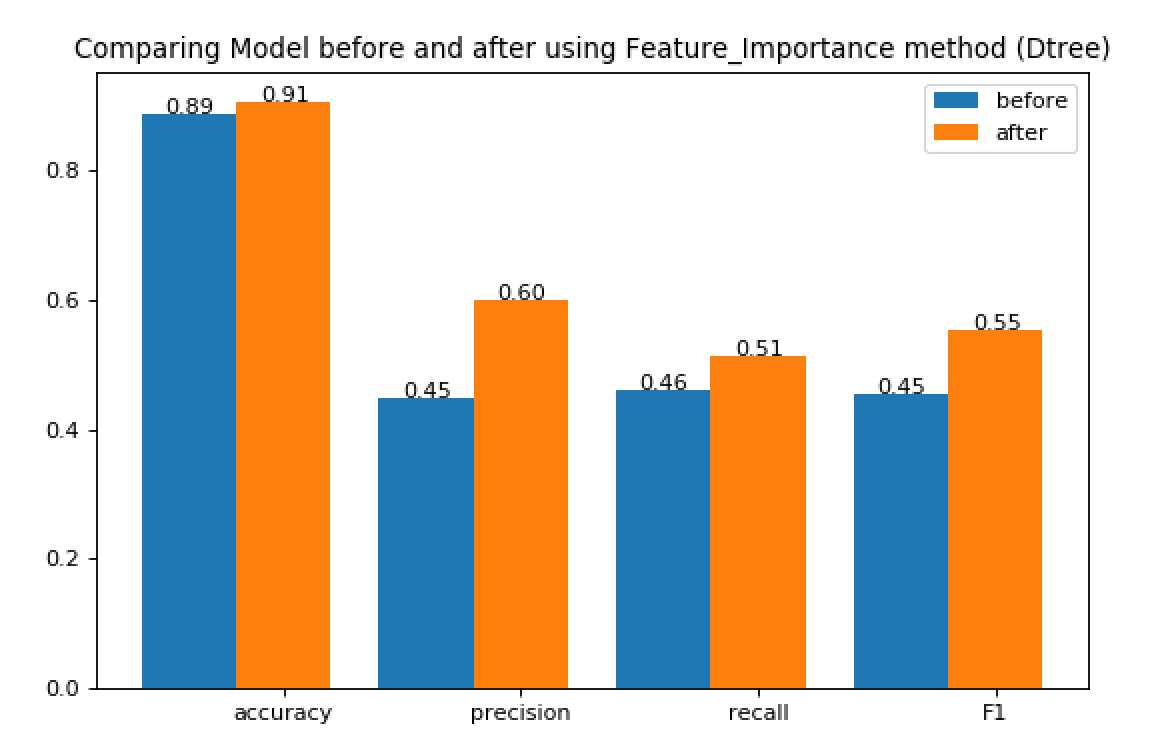 Comparing Model before and after using Feature_Importance method (Dtree)
before
after
0.89
0.91
0.60
0.45
0.46
0.51
0.45
0.55
0.8
0.6
0.4
0.2
0.0
accuracy
precision
recall
F1